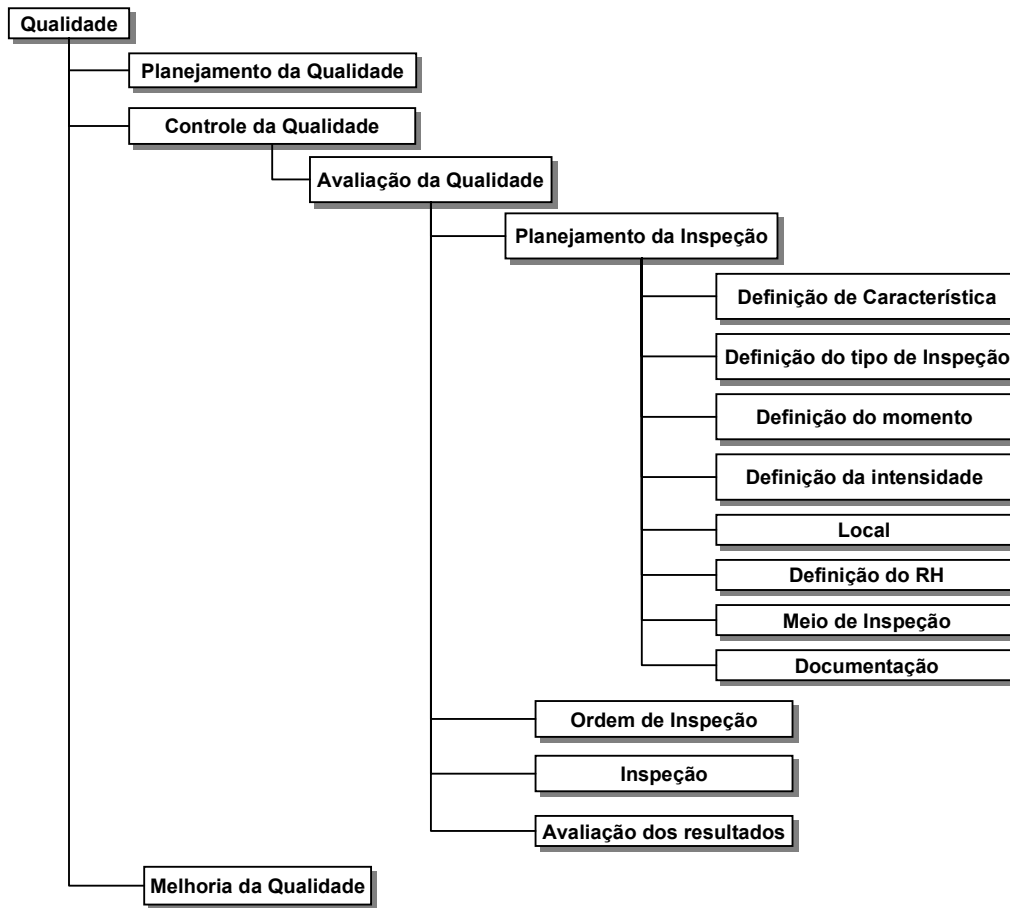 Qualidade
Planejamento da Qualidade
Controle da Qualidade
Avaliação da Qualidade
Planejamento da Inspeção
Definição de Característica
Definição do tipo de Inspeção
Definição do momento
Definição da intensidade
Local
Definição do RH
Meio de Inspeção
Documentação
Ordem de Inspeção
Inspeção
Avaliação dos resultados
Melhoria da Qualidade